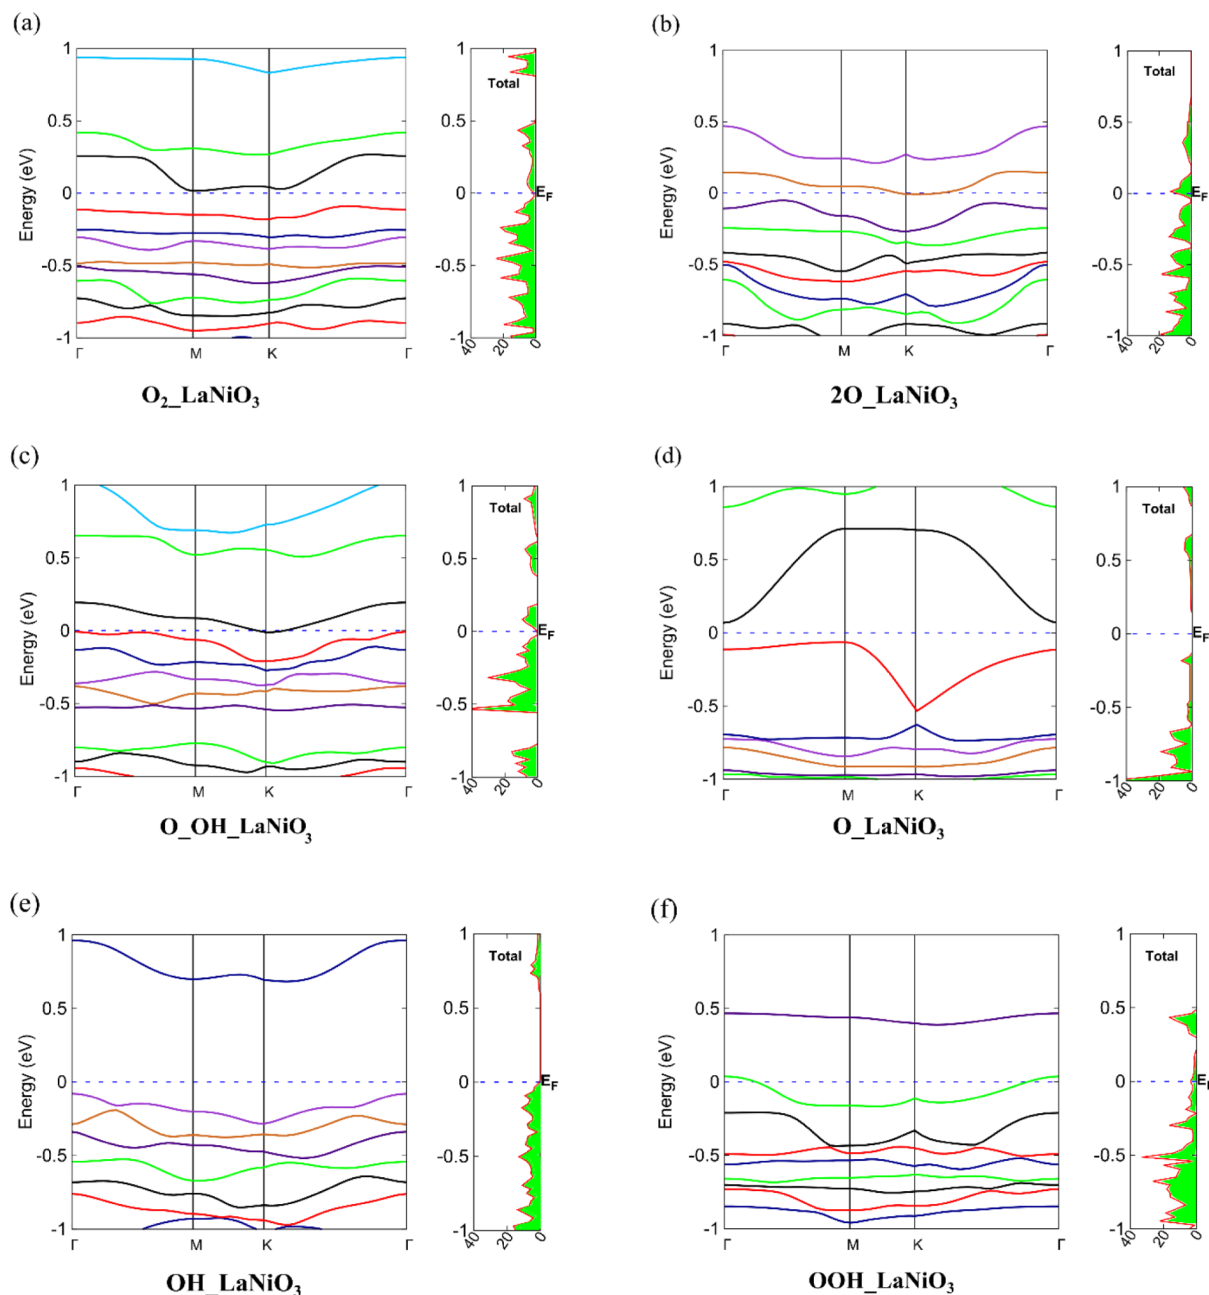 (a)
1
0.5
0
-0.5
-1
Energy (eV)
Γ
M
K
Γ
1
0.5
0
-0.5
-1
Total
E_F
40
20
0
O₂_LaNiO₃
(b)
1
0.5
0
-0.5
-1
Energy (eV)
Γ
M
K
Γ
1
0.5
0
-0.5
-1
Total
E_F
40
20
0
2O_LaNiO₃
(c)
1
0.5
0
-0.5
-1
Energy (eV)
Γ
M
K
Γ
1
0.5
0
-0.5
-1
Total
E_F
40
20
0
O_OH_LaNiO₃
(d)
1
0.5
0
-0.5
-1
Energy (eV)
Γ
M
K
Γ
1
0.5
0
-0.5
-1
Total
E_F
40
20
0
O_LaNiO₃
(e)
1
0.5
0
-0.5
-1
Energy (eV)
Γ
M
K
Γ
1
0.5
0
-0.5
-1
Total
E_F
40
20
0
OH_LaNiO₃
(f)
1
0.5
0
-0.5
-1
Energy (eV)
Γ
M
K
Γ
1
0.5
0
-0.5
-1
Total
E_F
40
20
0
OOH_LaNiO₃